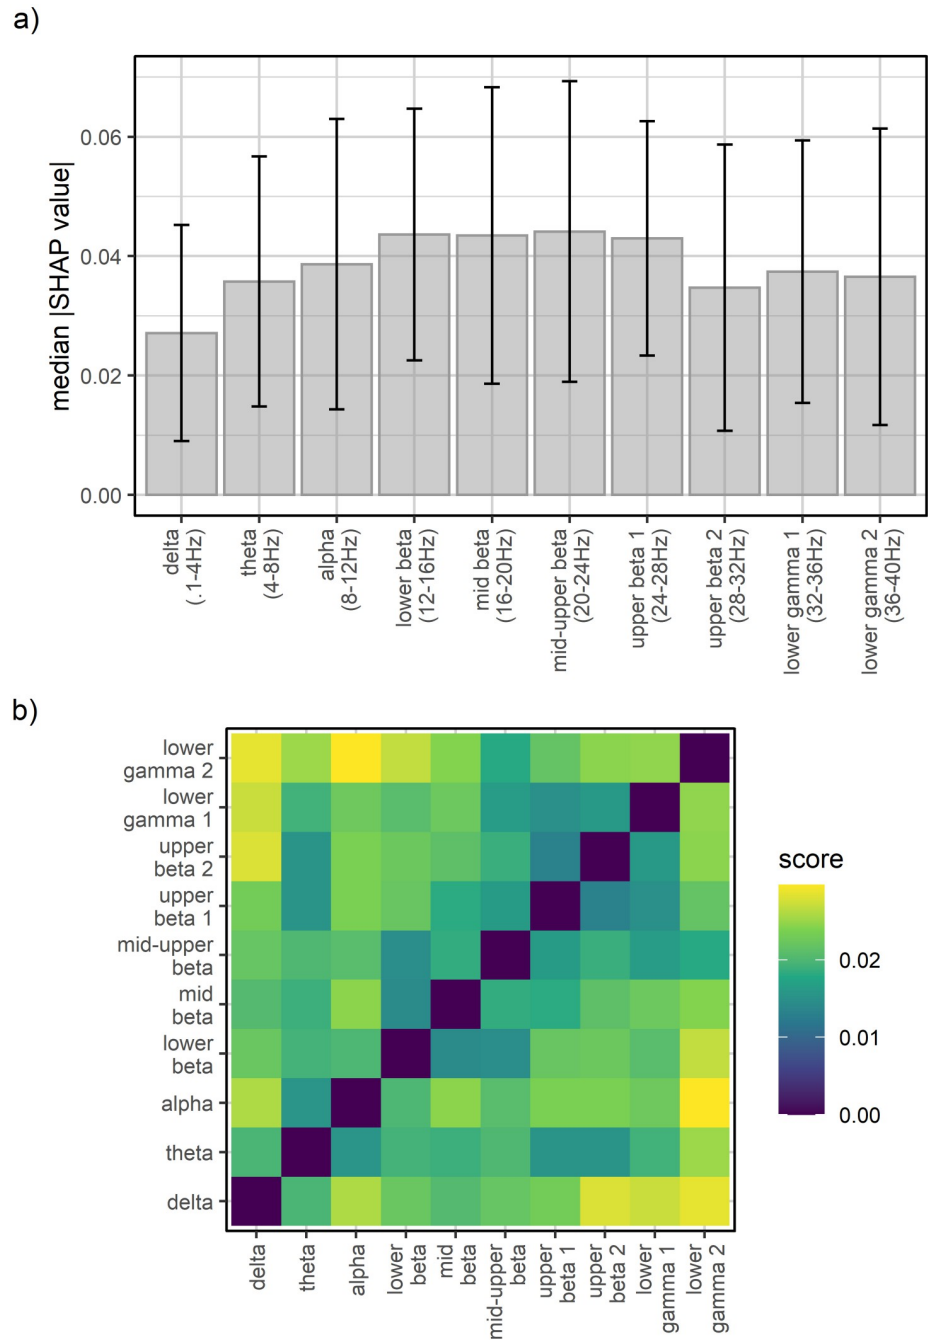 a)
median |SHAP value|
0.06
0.04
0.02
0.00
delta
(.1-4Hz)
theta
(4-8Hz)
alpha
(8-12Hz)
lower beta
(12-16Hz)
mid beta
(16-20Hz)
mid-upper beta
(20-24Hz)
upper beta 1
(24-28Hz)
upper beta 2
(28-32Hz)
lower gamma 1
(32-36Hz)
lower gamma 2
(36-40Hz)
b)
lower
gamma 2
lower
gamma 1
upper
beta 2
upper
beta 1
mid-upper
beta
mid
beta
lower
beta
alpha
theta
delta
delta
theta
alpha
lower
beta
mid
beta
mid-upper
beta
upper
beta 1
upper
beta 2
lower
gamma 1
lower
gamma 2
score
0.02
0.01
0.00